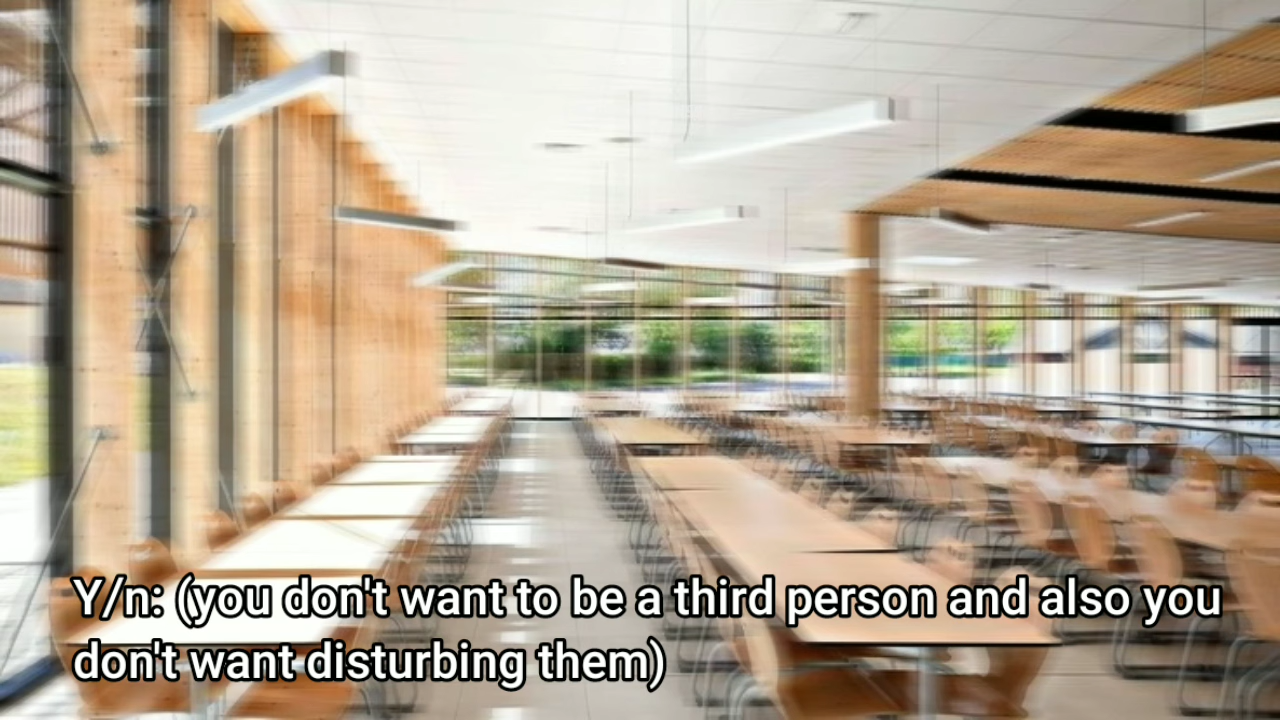 Y/n: (you don't want to be a third person and also you
don't want disturbing them)